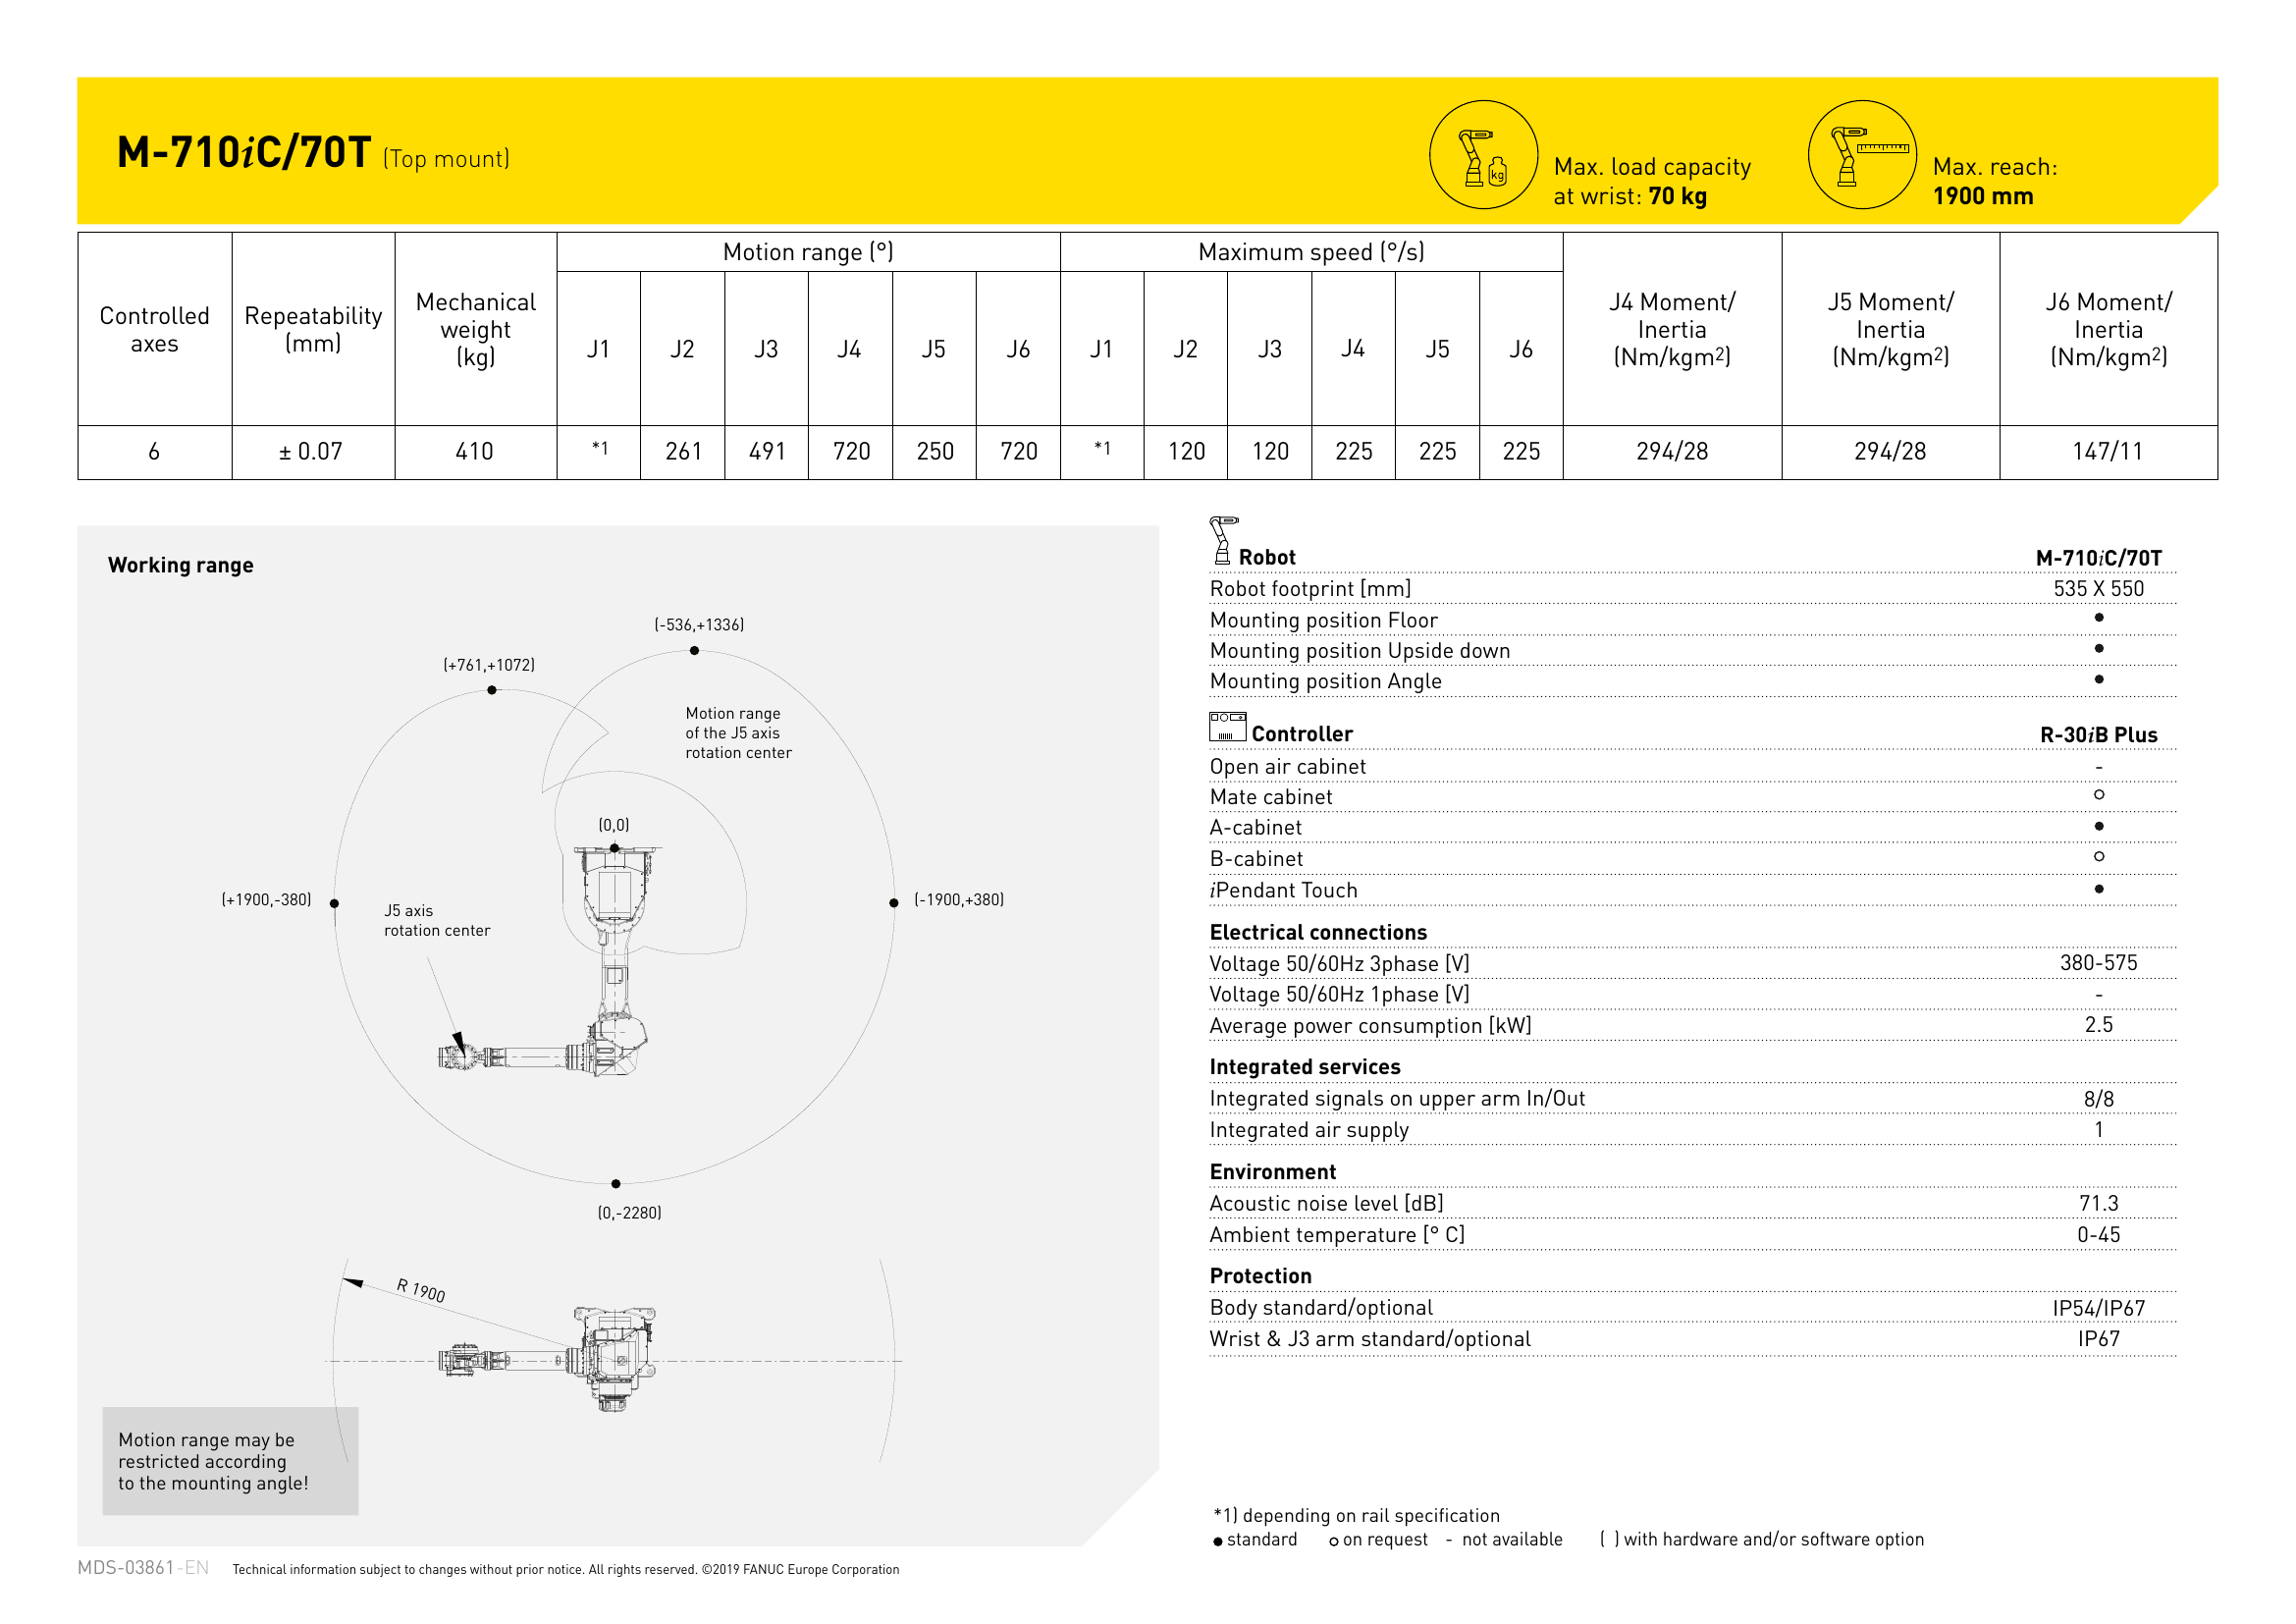 M-710iC/70T (Top mount)
kg
Max. load capacity
at wrist: 70 kg
Max. reach:
1900 mm
Controlled
axes
Repeatability
(mm)
Mechanical
weight
(kg)
Motion range (°)
Maximum speed (°/s)
J1 J2 J3 J4 J5 J6 J1 J2 J3 J4 J5 J6
J4 Moment/
Inertia
(Nm/kgm2)
J5 Moment/
Inertia
(Nm/kgm2)
J6 Moment/
Inertia
(Nm/kgm2)
6 ± 0.07 410 *1 261 491 720 250 720 *1 120 120 225 225 225 294/28 294/28 147/11
Working range
(-536,+1336)
(+761,+1072)
Motion range
of the J5 axis
rotation center
(0,0)
(+1900,-380)
(-1900,+380)
J5 axis
rotation center
(0,-2280)
R 1900
Motion range may be
restricted according
to the mounting angle!
Robot M-710iC/70T
Robot footprint [mm] 535 X 550
Mounting position Floor ●
Mounting position Upside down ●
Mounting position Angle ●
Controller R-30iB Plus
Open air cabinet -
Mate cabinet ○
A-cabinet ●
B-cabinet ○
iPendant Touch ●
Electrical connections
Voltage 50/60Hz 3phase [V] 380-575
Voltage 50/60Hz 1phase [V] -
Average power consumption [kW] 2.5
Integrated services
Integrated signals on upper arm In/Out 8/8
Integrated air supply 1
Environment
Acoustic noise level [dB] 71.3
Ambient temperature [° C] 0-45
Protection
Body standard/optional IP54/IP67
Wrist & J3 arm standard/optional IP67
*1) depending on rail specification
● standard ○ on request - not available ( ) with hardware and/or software option
MDS-03861-EN Technical information subject to changes without prior notice. All rights reserved. ©2019 FANUC Europe Corporation